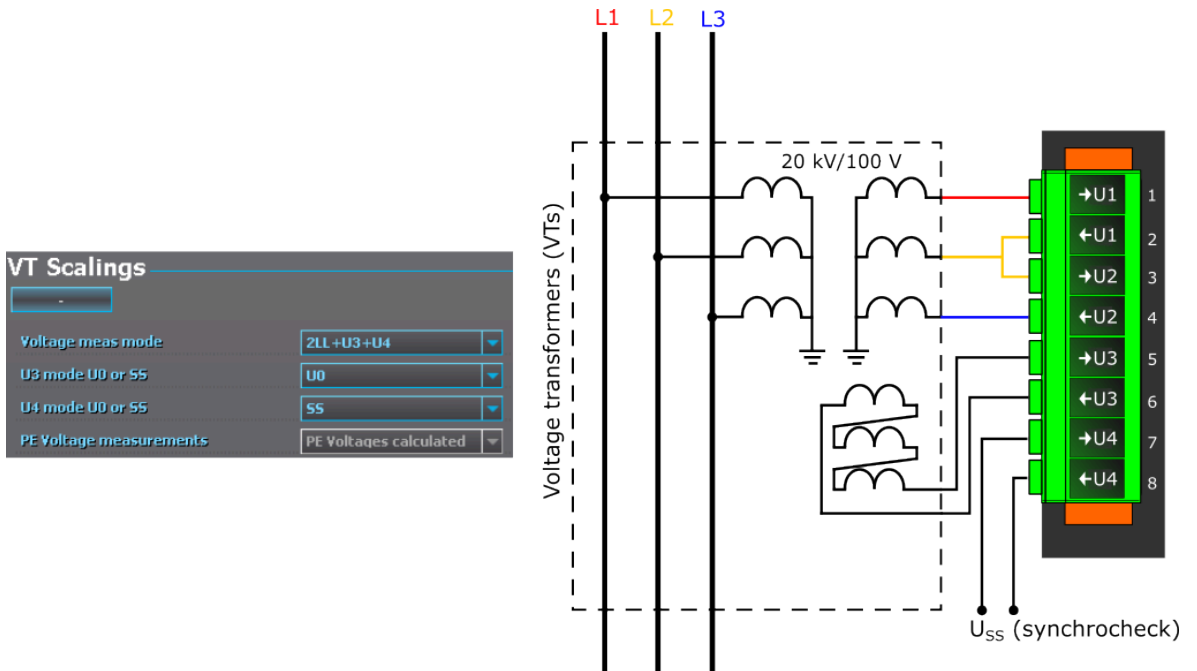 VT Scalings
-
Voltage meas mode 2LL+U3+U4
U3 mode U0 or SS U0
U4 mode U0 or SS SS
PE Voltage measurements PE Voltages calculated
L1 L2 L3
Voltage transformers (VTs)
20 kV/100 V
→U1 1
←U1 2
→U2 3
←U2 4
→U3 5
←U3 6
→U4 7
←U4 8
USS (synchrocheck)